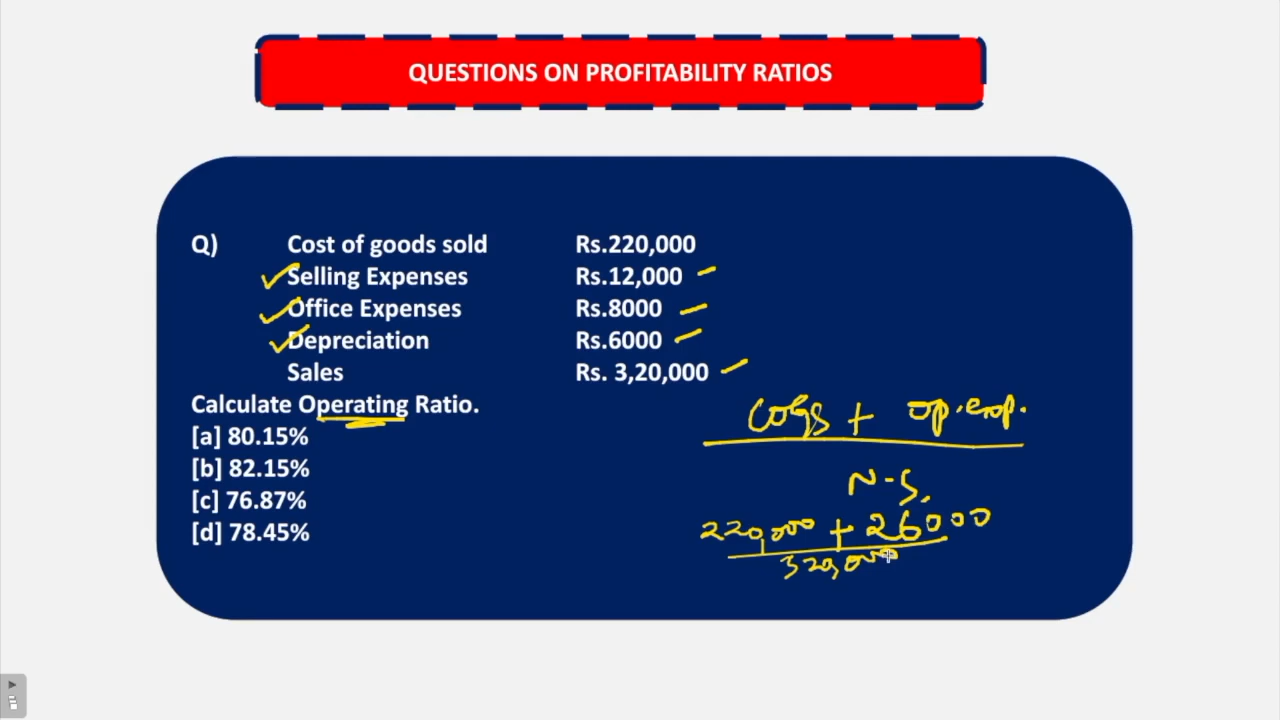 QUESTIONS ON PROFITABILITY RATIOS
Q) Cost of goods sold Rs.220,000
Selling Expenses Rs.12,000
Office Expenses Rs.8000
Depreciation Rs.6000
Sales Rs. 3,20,000
Calculate Operating Ratio.
[a] 80.15%
[b] 82.15%
[c] 76.87%
[d] 78.45%
COGS + op.exp.
N-S.
220,000 + 26000
320,000